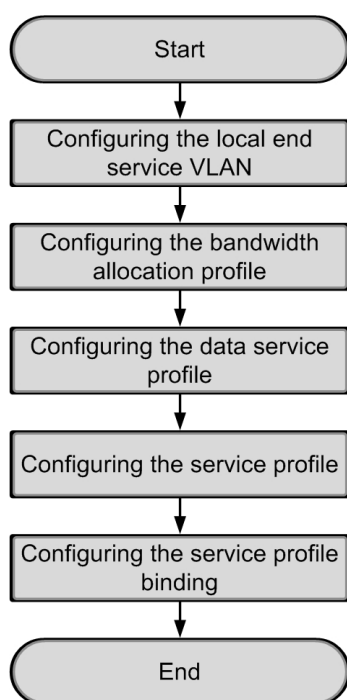 Start
Configuring the local end
service VLAN
Configuring the bandwidth
allocation profile
Configuring the data service
profile
Configuring the service profile
Configuring the service profile
binding
End